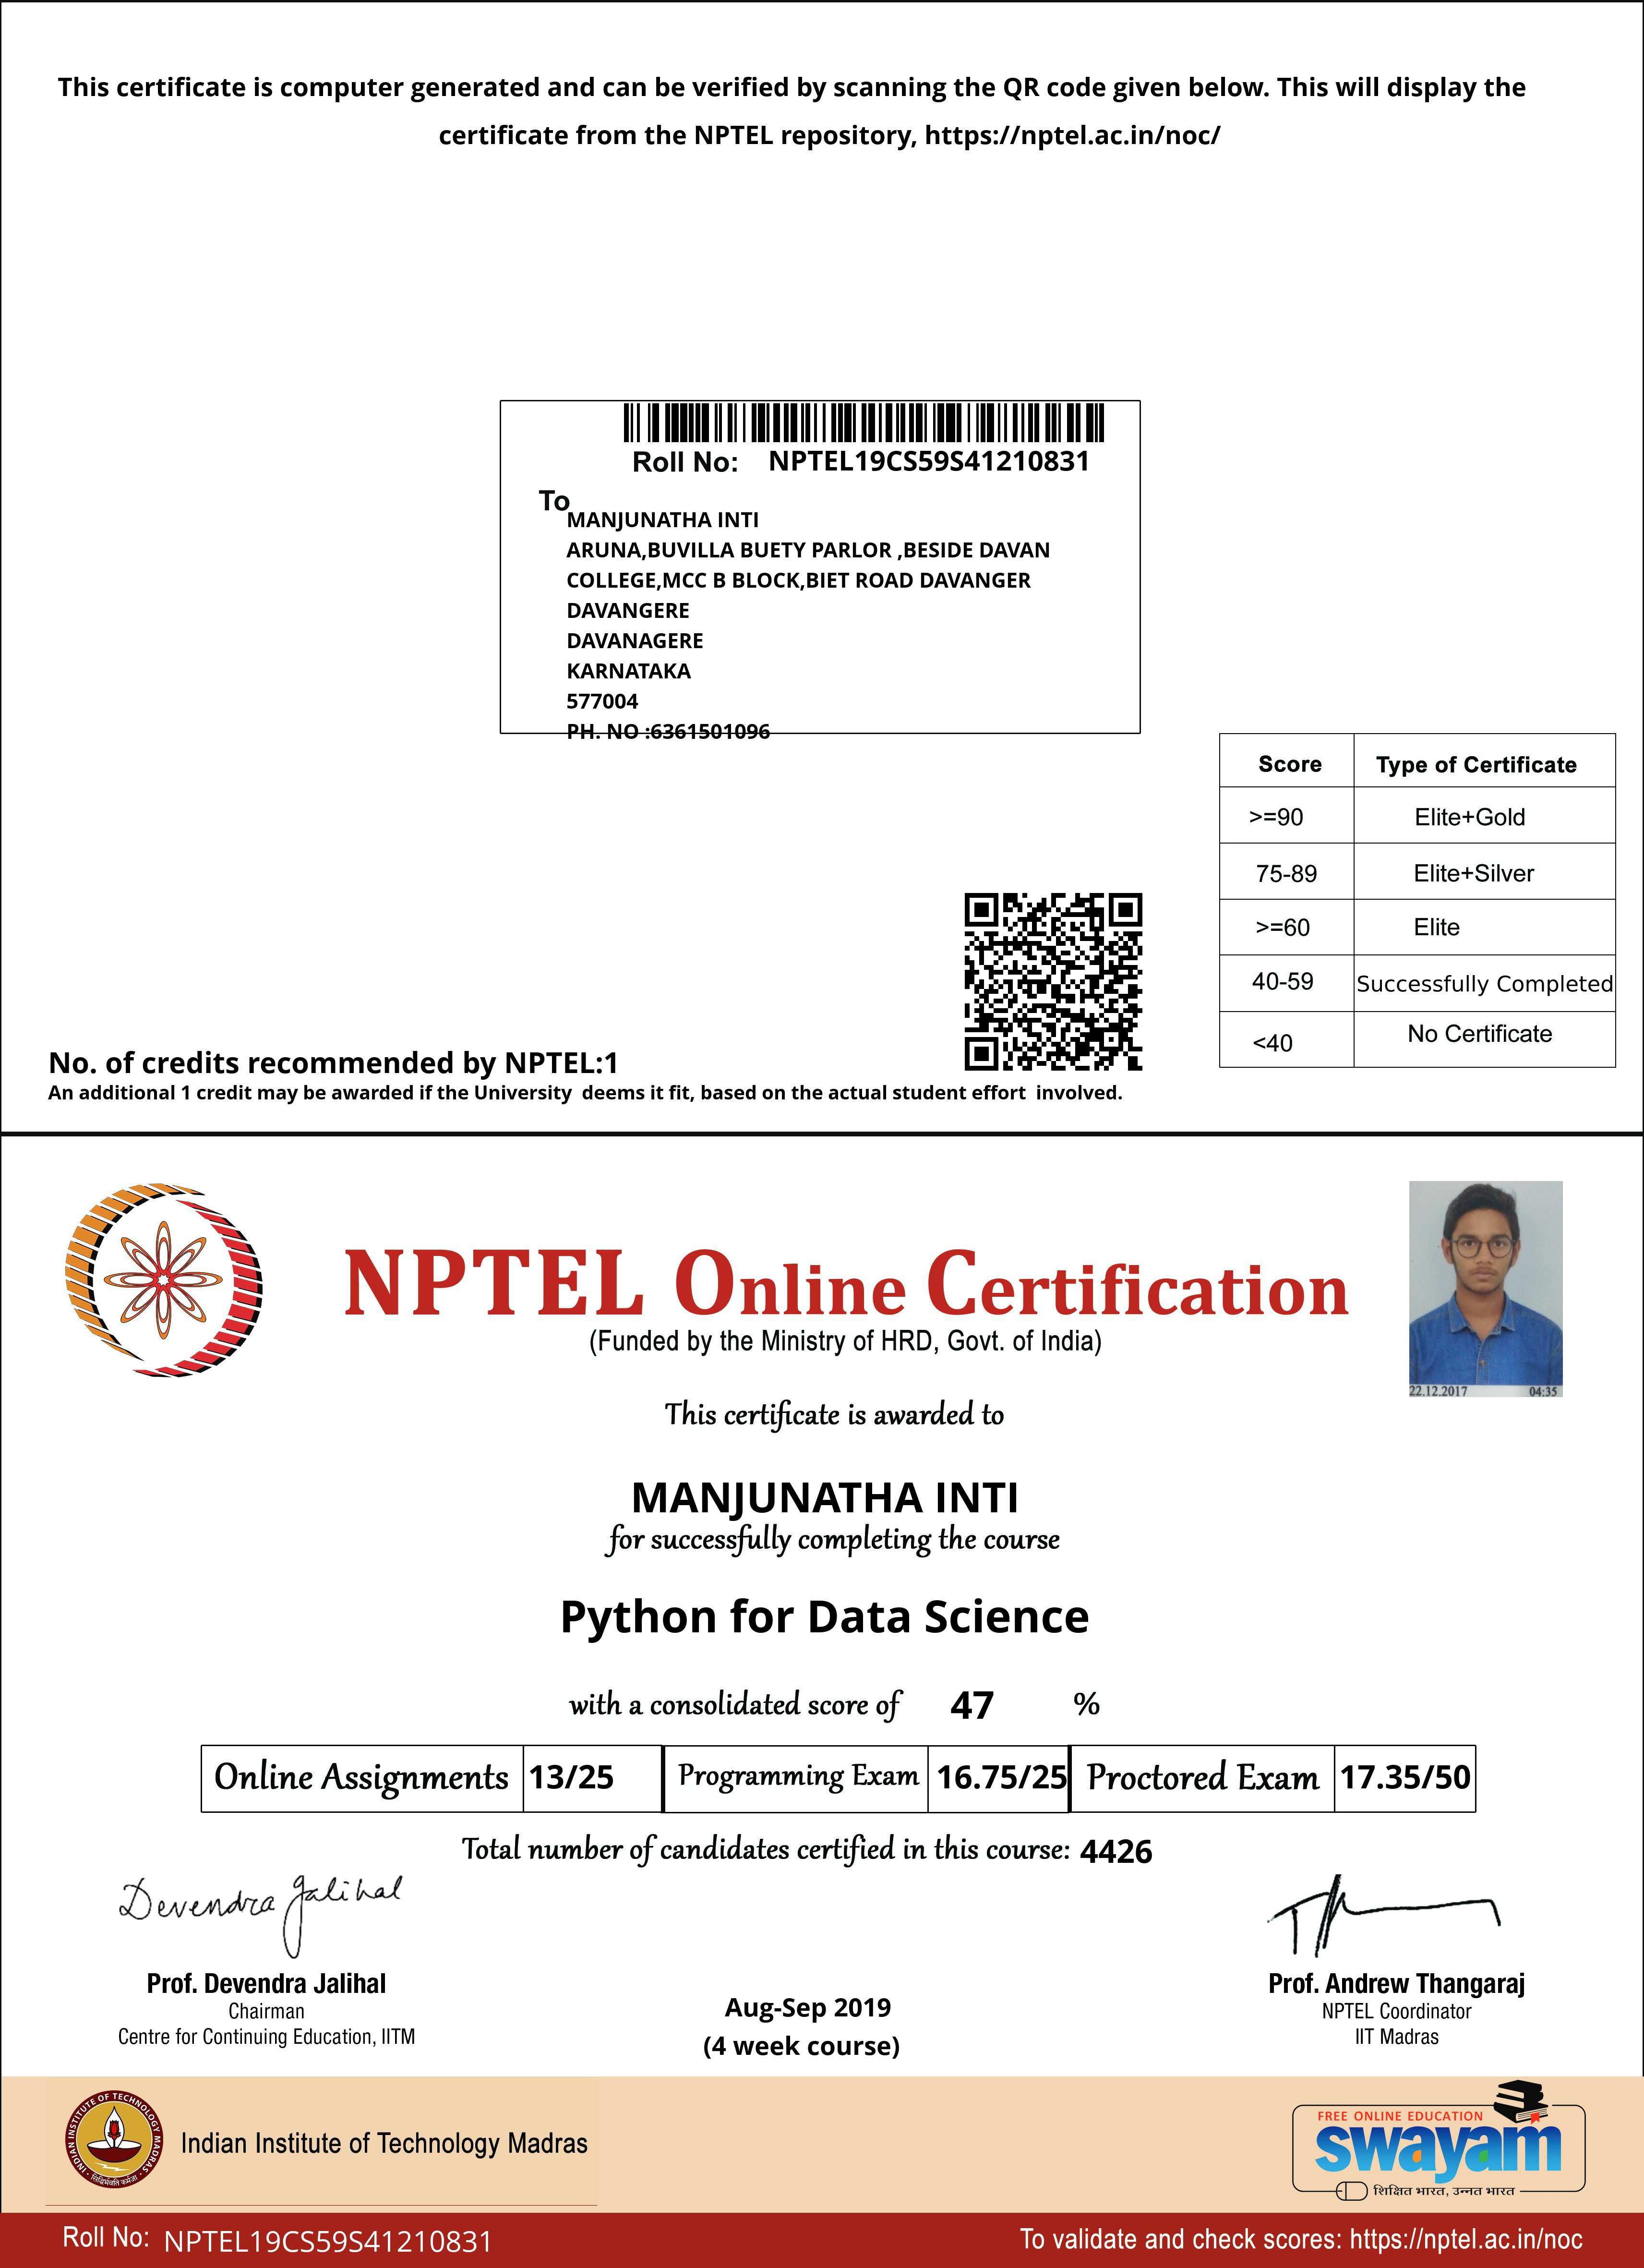 This certificate is computer generated and can be verified by scanning the QR code given below. This will display the
certificate from the NPTEL repository, https://nptel.ac.in/noc/
Roll No: NPTEL19CS59S41210831
To
MANJUNATHA INTI
ARUNA,BUVILLA BUETY PARLOR ,BESIDE DAVAN
COLLEGE,MCC B BLOCK,BIET ROAD DAVANGER
DAVANGERE
DAVANAGERE
KARNATAKA
577004
PH. NO :6361501096
Score Type of Certificate
>=90 Elite+Gold
75-89 Elite+Silver
>=60 Elite
40-59 Successfully Completed
<40 No Certificate
No. of credits recommended by NPTEL:1
An additional 1 credit may be awarded if the University deems it fit, based on the actual student effort involved.
NPTEL Online Certification
(Funded by the Ministry of HRD, Govt. of India)
22.12.2017 04:35
This certificate is awarded to
MANJUNATHA INTI
for successfully completing the course
Python for Data Science
with a consolidated score of 47 %
Online Assignments 13/25 Programming Exam 16.75/25 Proctored Exam 17.35/50
Total number of candidates certified in this course: 4426
Devendra Jalihal
Prof. Devendra Jalihal
Chairman
Centre for Continuing Education, IITM
Aug-Sep 2019
(4 week course)
Prof. Andrew Thangaraj
NPTEL Coordinator
IIT Madras
INDIAN INSTITUTE OF TECHNOLOGY MADRAS
सिद्धिर्भवति कर्मजा
Indian Institute of Technology Madras
FREE ONLINE EDUCATION
swayam
शिक्षित भारत, उन्नत भारत
Roll No: NPTEL19CS59S41210831
To validate and check scores: https://nptel.ac.in/noc